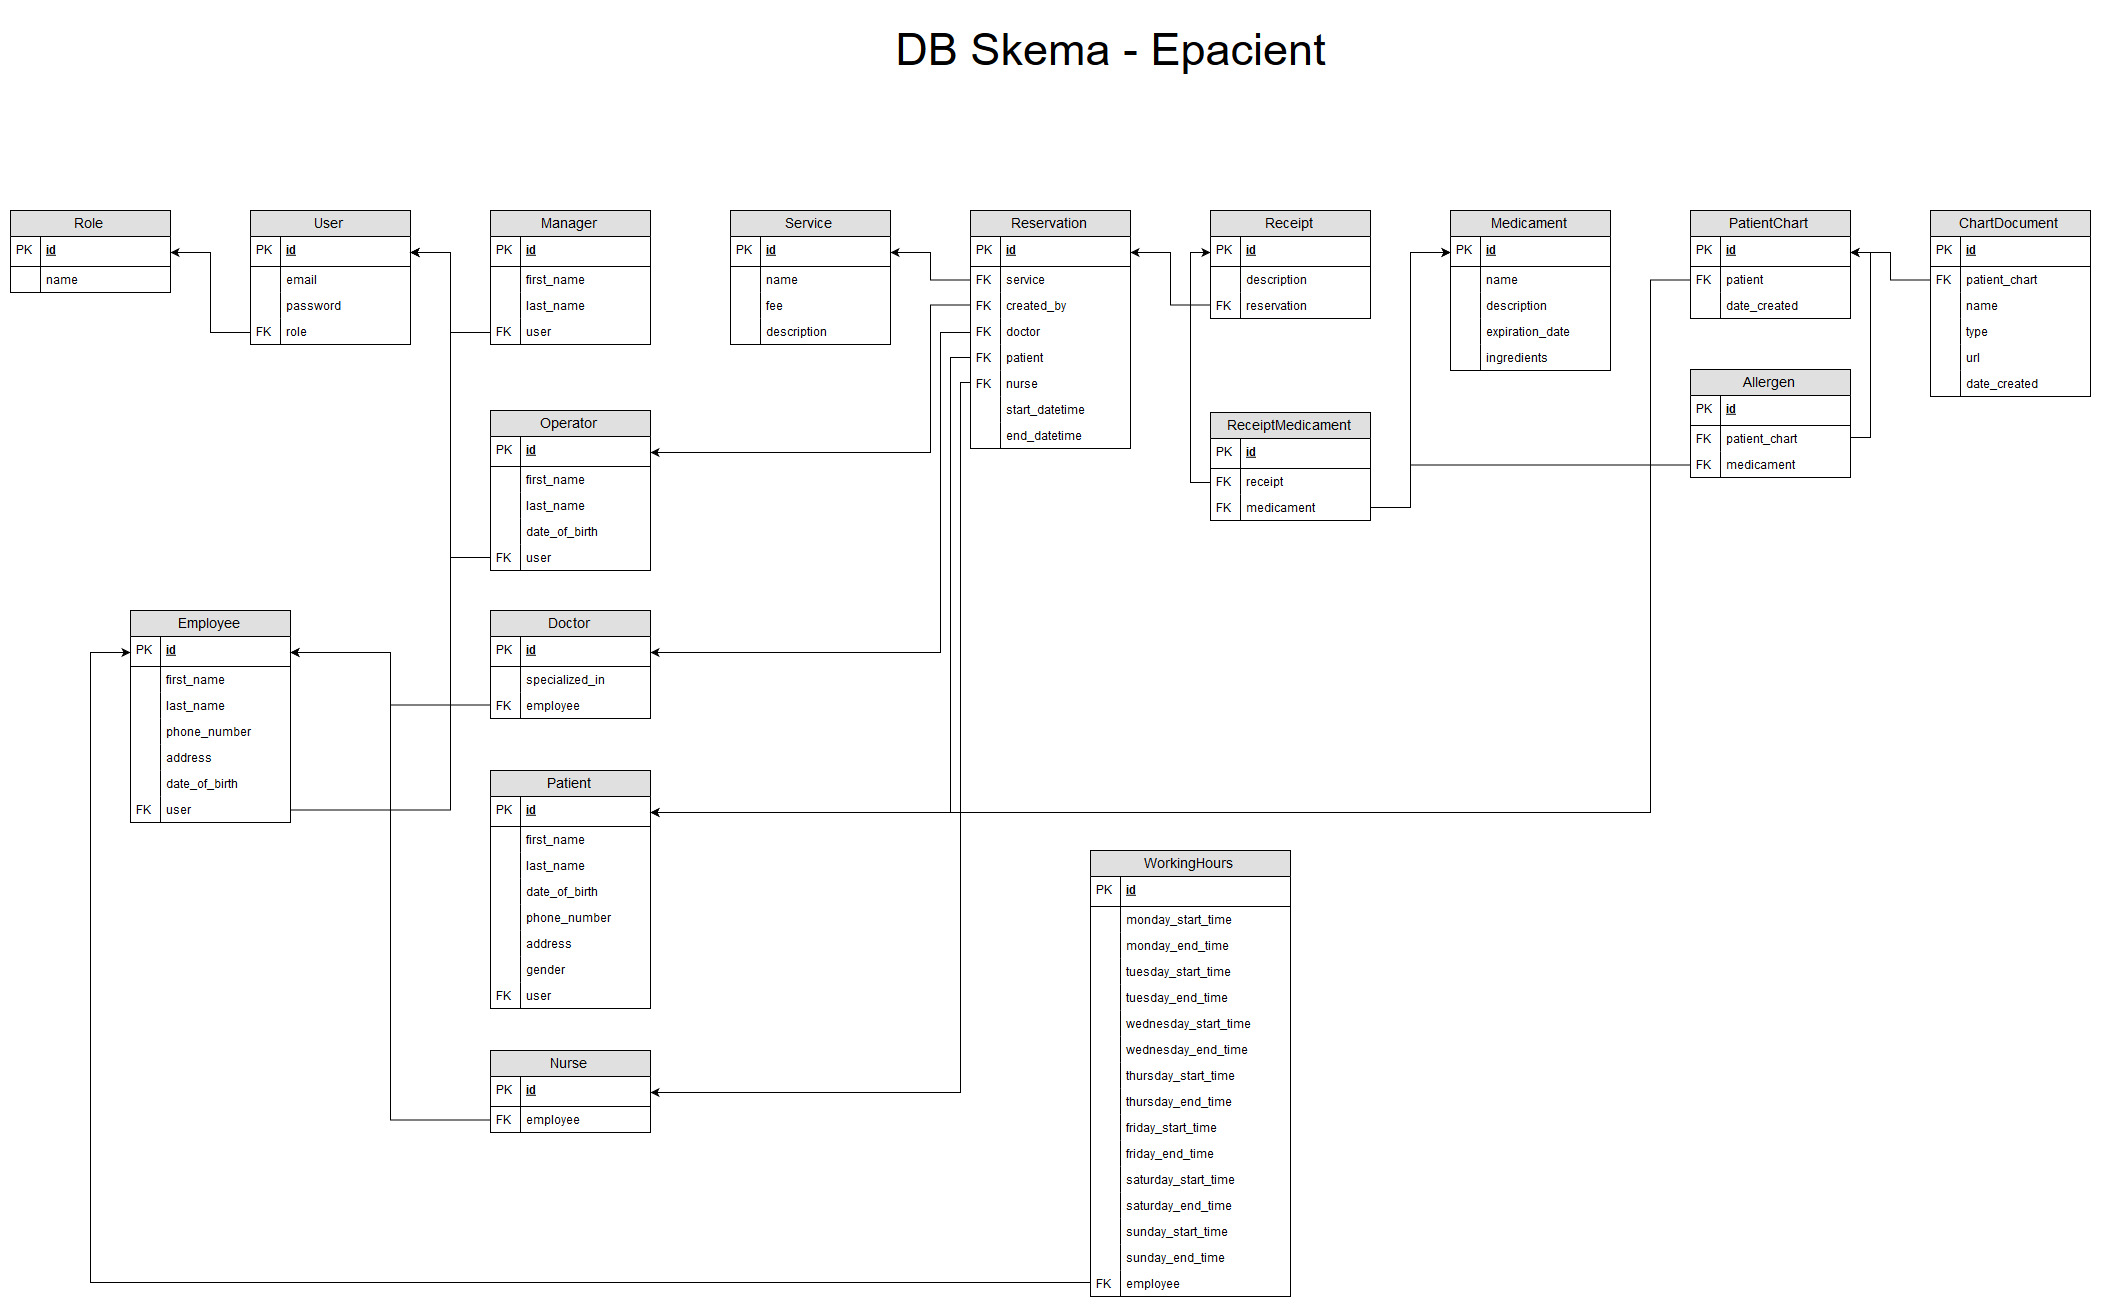 DB Skema - Epacient
Role
PK id
name
User
PK id
email
password
FK role
Manager
PK id
first_name
last_name
FK user
Service
PK id
name
fee
description
Reservation
PK id
FK service
FK created_by
FK doctor
FK patient
FK nurse
start_datetime
end_datetime
Receipt
PK id
description
FK reservation
Medicament
PK id
name
description
expiration_date
ingredients
PatientChart
PK id
FK patient
date_created
ChartDocument
PK id
FK patient_chart
name
type
url
date_created
Allergen
PK id
FK patient_chart
FK medicament
Operator
PK id
first_name
last_name
date_of_birth
FK user
ReceiptMedicament
PK id
FK receipt
FK medicament
Employee
PK id
first_name
last_name
phone_number
address
date_of_birth
FK user
Doctor
PK id
specialized_in
FK employee
Patient
PK id
first_name
last_name
date_of_birth
phone_number
address
gender
FK user
Nurse
PK id
FK employee
WorkingHours
PK id
monday_start_time
monday_end_time
tuesday_start_time
tuesday_end_time
wednesday_start_time
wednesday_end_time
thursday_start_time
thursday_end_time
friday_start_time
friday_end_time
saturday_start_time
saturday_end_time
sunday_start_time
sunday_end_time
FK employee